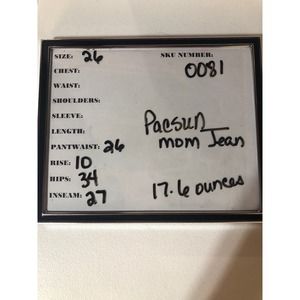 SIZE: 26
SKU NUMBER:
0081
CHEST:
WAIST:
SHOULDERS:
SLEEVE:
LENGTH:
PANTWAIST: 26
RISE: 10
HIPS: 34
INSEAM: 27
Pacsun
mom Jean
17.6 ounces